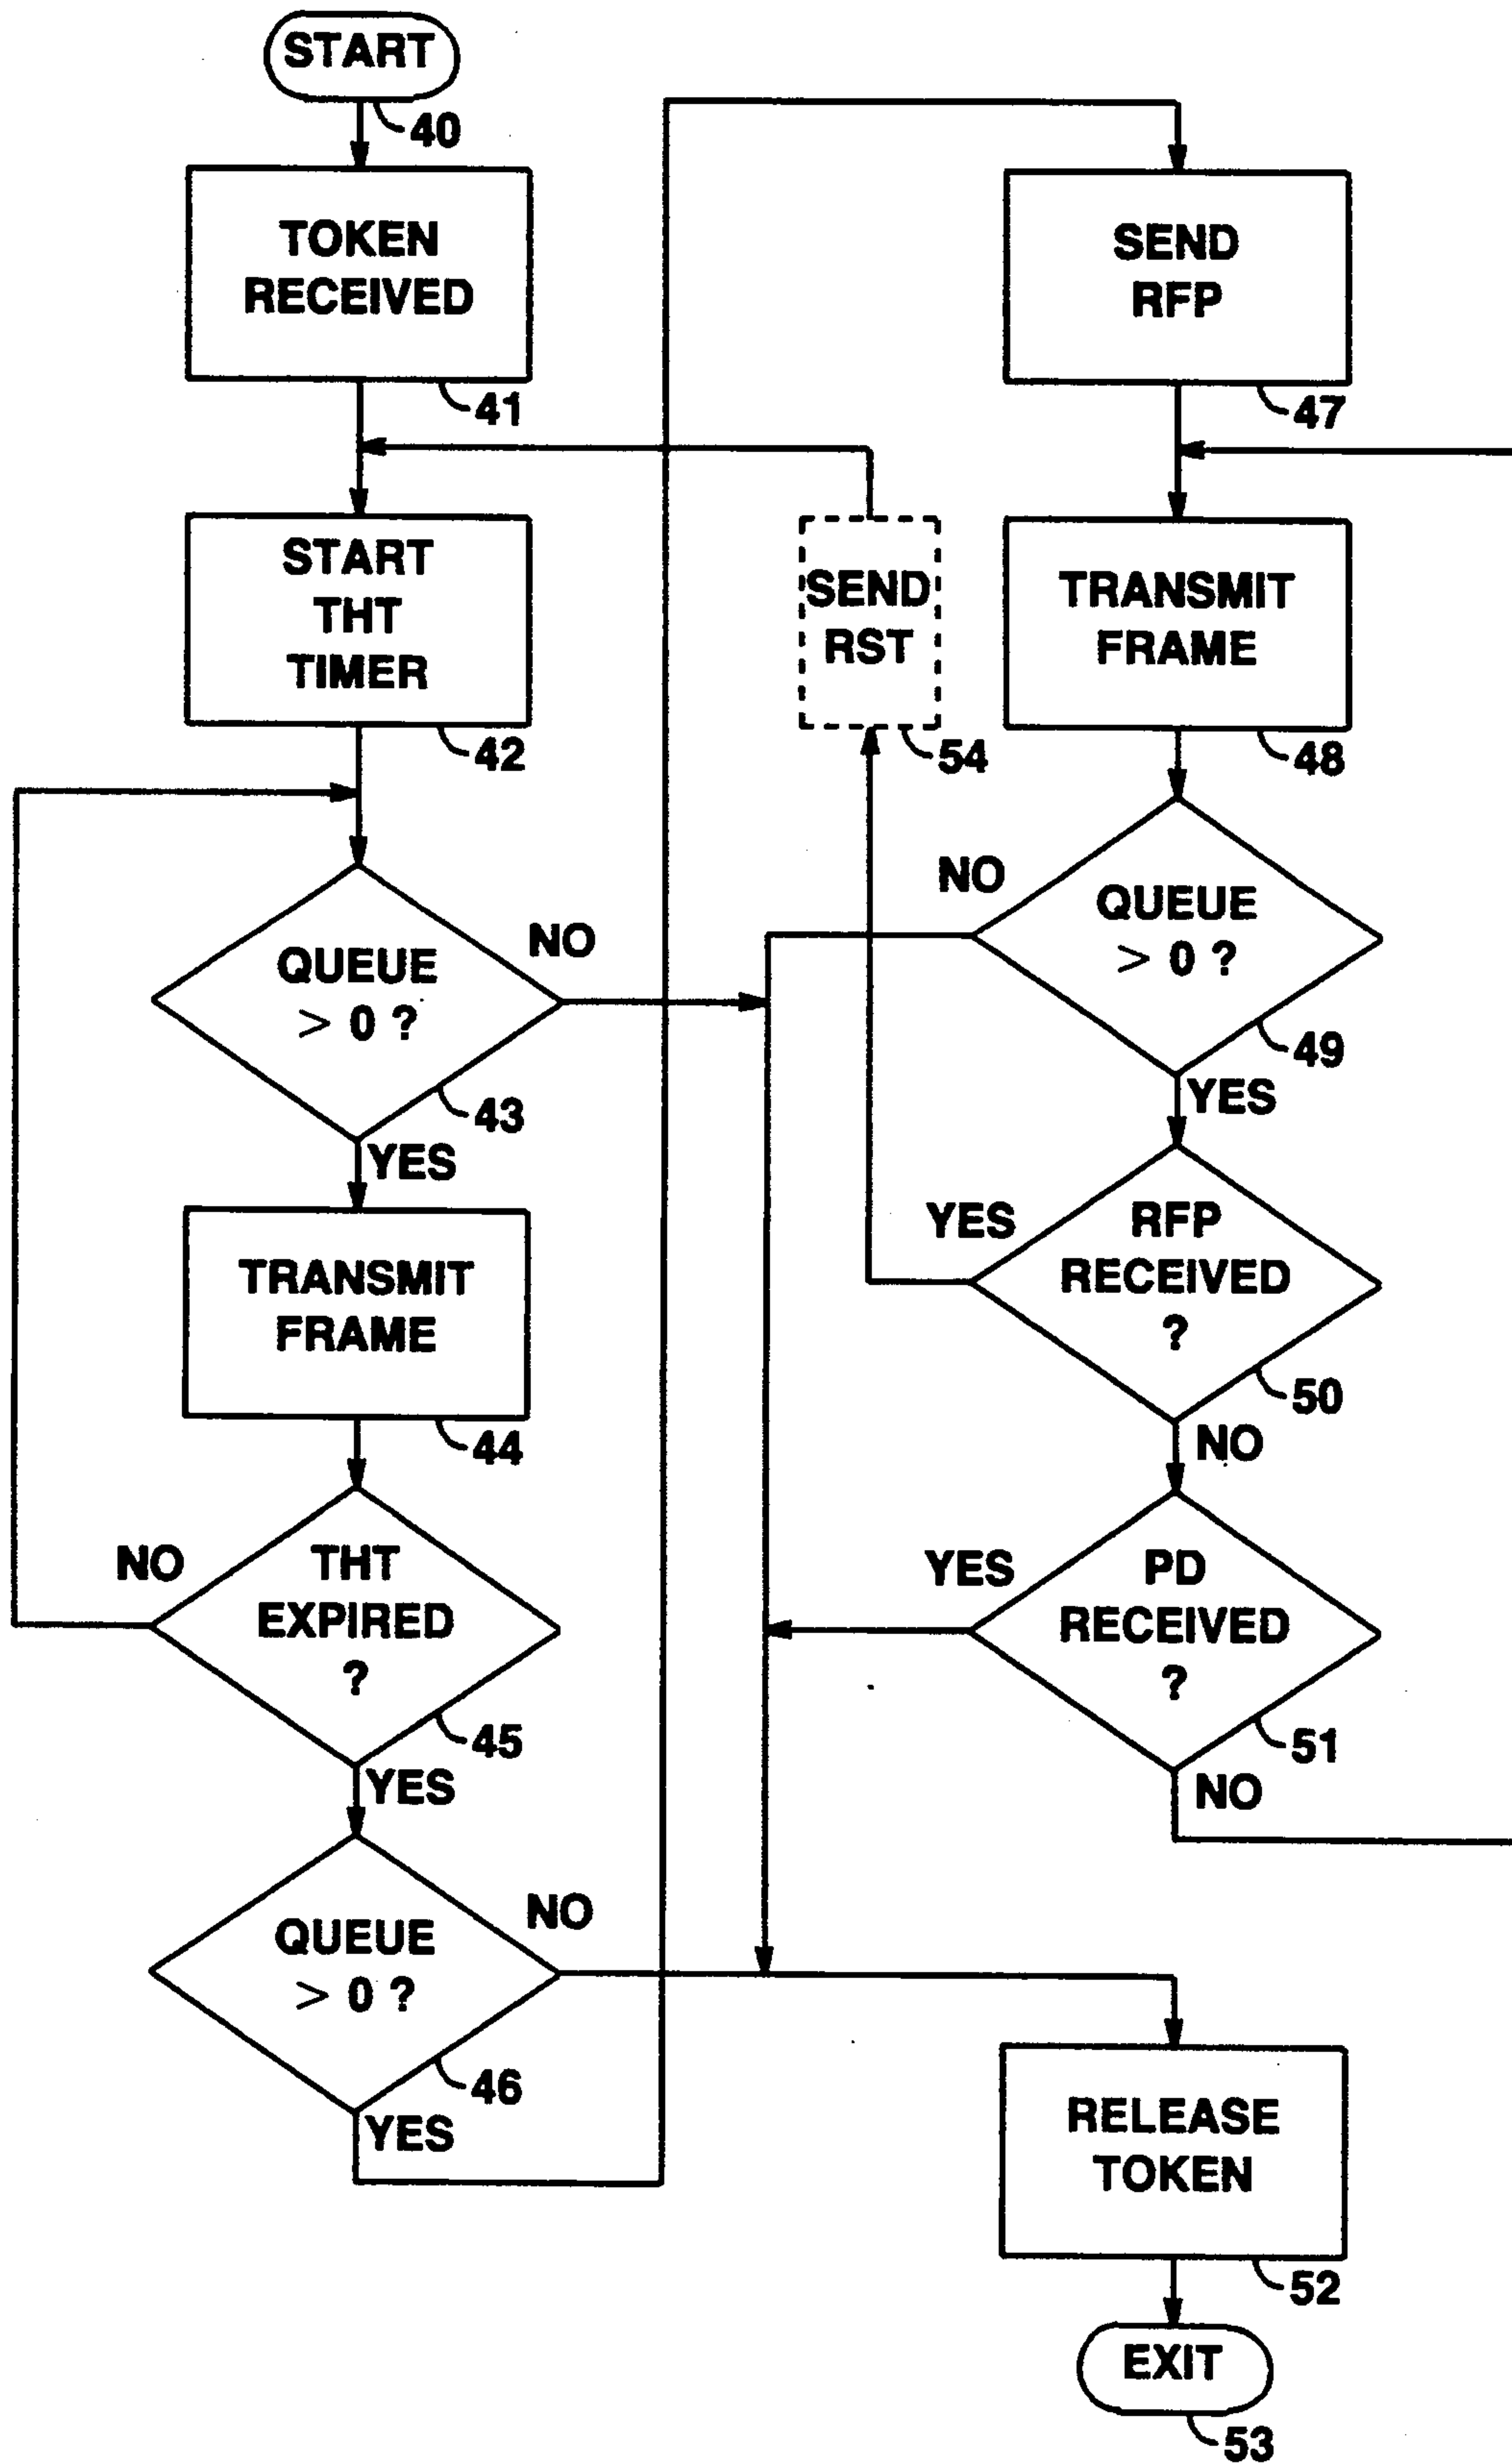 START
40
TOKEN
RECEIVED
41
START
THT
TIMER
42
QUEUE
> 0 ?
NO
43
YES
TRANSMIT
FRAME
44
NO
THT
EXPIRED
?
45
YES
QUEUE
> 0 ?
NO
46
YES
SEND
RFP
47
SEND
RST
54
TRANSMIT
FRAME
48
NO
QUEUE
> 0 ?
49
YES
YES
RFP
RECEIVED
?
50
NO
YES
PD
RECEIVED
?
51
NO
RELEASE
TOKEN
52
EXIT
53